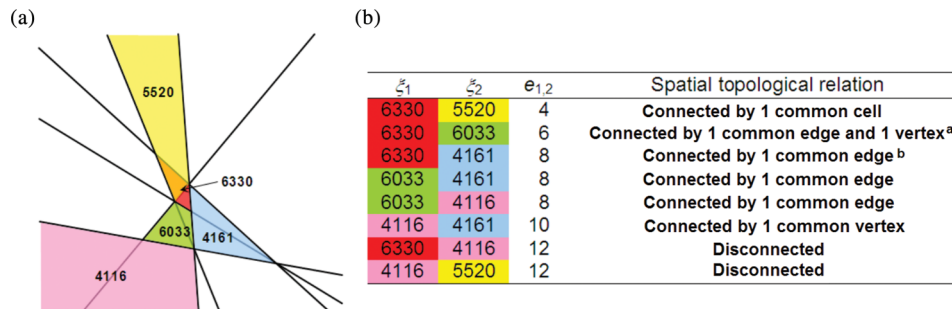 (a)
(b)
5520
6330
6033
4161
4116
ξ1 ξ2 e1,2 Spatial topological relation
6330 5520 4 Connected by 1 common cell
6330 6033 6 Connected by 1 common edge and 1 vertex a
6330 4161 8 Connected by 1 common edge b
6033 4161 8 Connected by 1 common edge
6033 4116 8 Connected by 1 common edge
4116 4161 10 Connected by 1 common vertex
6330 4116 12 Disconnected
4116 5520 12 Disconnected